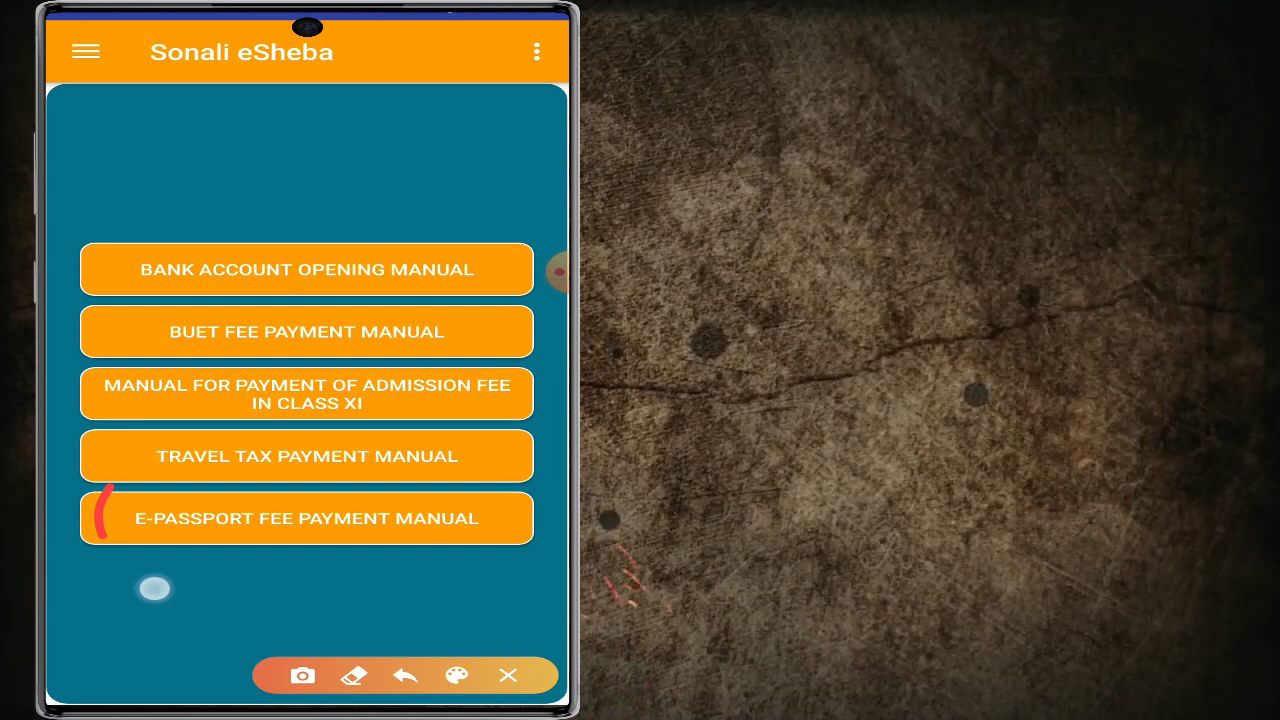 Sonali eSheba
BANK ACCOUNT OPENING MANUAL
BUET FEE PAYMENT MANUAL
MANUAL FOR PAYMENT OF ADMISSION FEE
IN CLASS XI
TRAVEL TAX PAYMENT MANUAL
E-PASSPORT FEE PAYMENT MANUAL